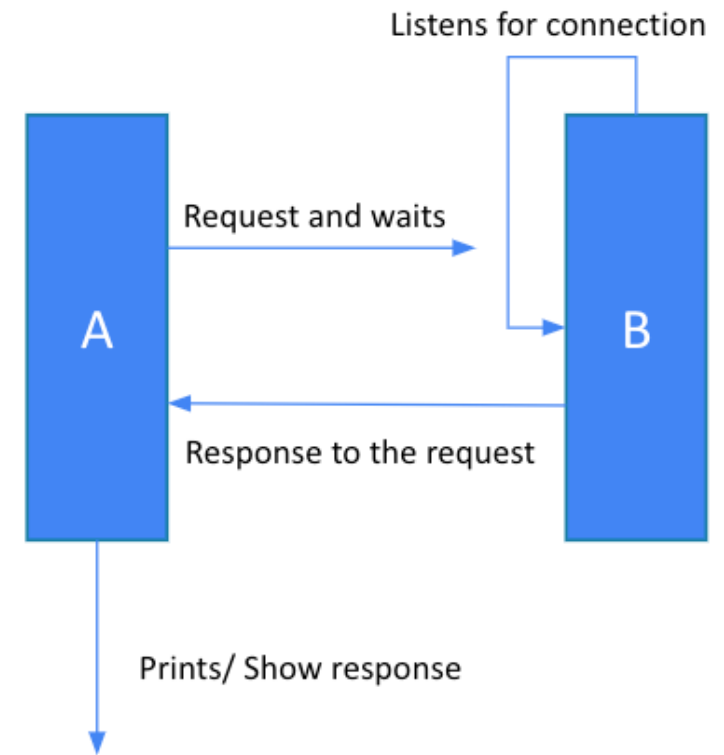 Listens for connection
Request and waits
A
B
Response to the request
Prints/ Show response